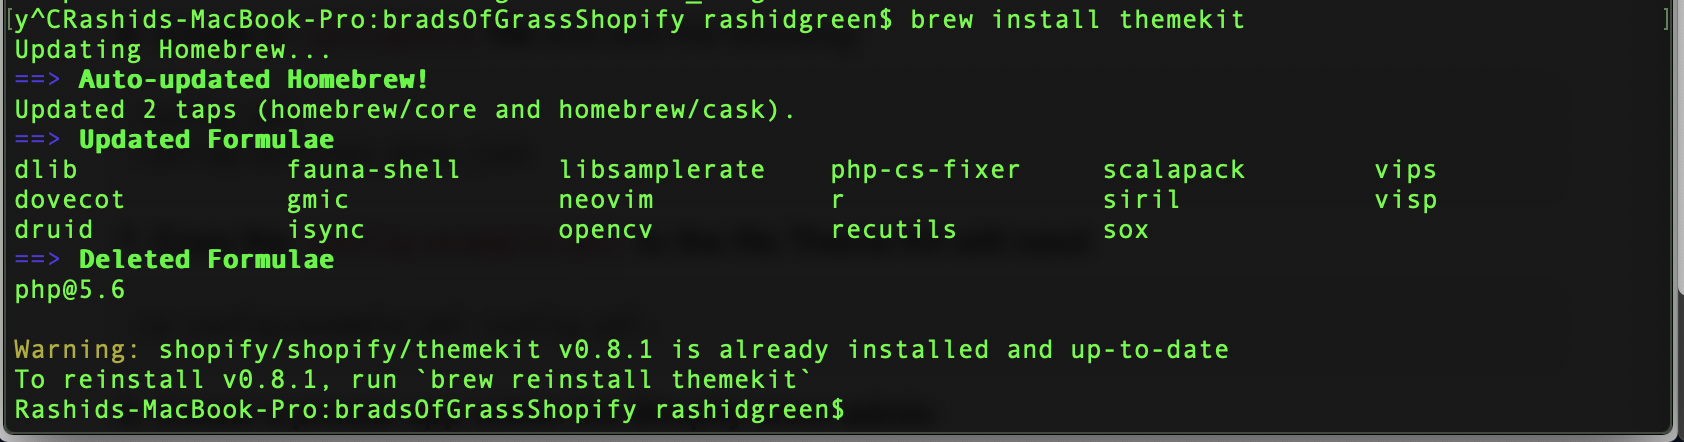 [y^CRashids-MacBook-Pro:bradsOfGrassShopify rashidgreen$ brew install themekit ]
Updating Homebrew...
==> Auto-updated Homebrew!
Updated 2 taps (homebrew/core and homebrew/cask).
==> Updated Formulae
dlib fauna-shell libsamplerate php-cs-fixer scalapack vips
dovecot gmic neovim r siril visp
druid isync opencv recutils sox
==> Deleted Formulae
php@5.6
Warning: shopify/shopify/themekit v0.8.1 is already installed and up-to-date
To reinstall v0.8.1, run `brew reinstall themekit`
Rashids-MacBook-Pro:bradsOfGrassShopify rashidgreen$